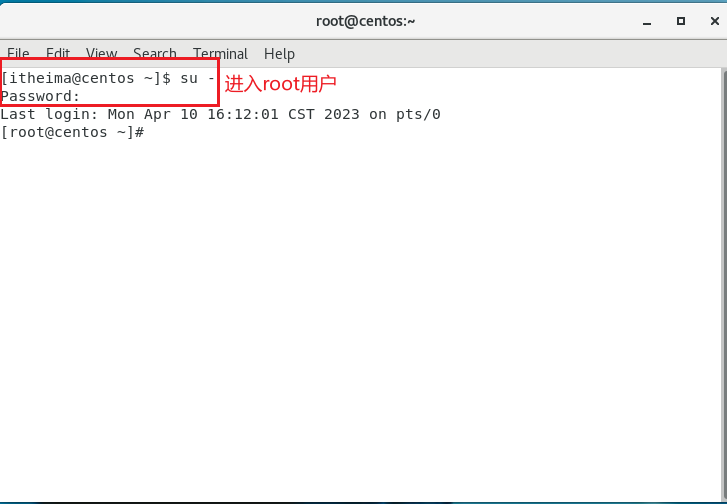 root@centos:~
File Edit View Search Terminal Help
[itheima@centos ~]$ su - 进入root用户
Password:
Last login: Mon Apr 10 16:12:01 CST 2023 on pts/0
[root@centos ~]#